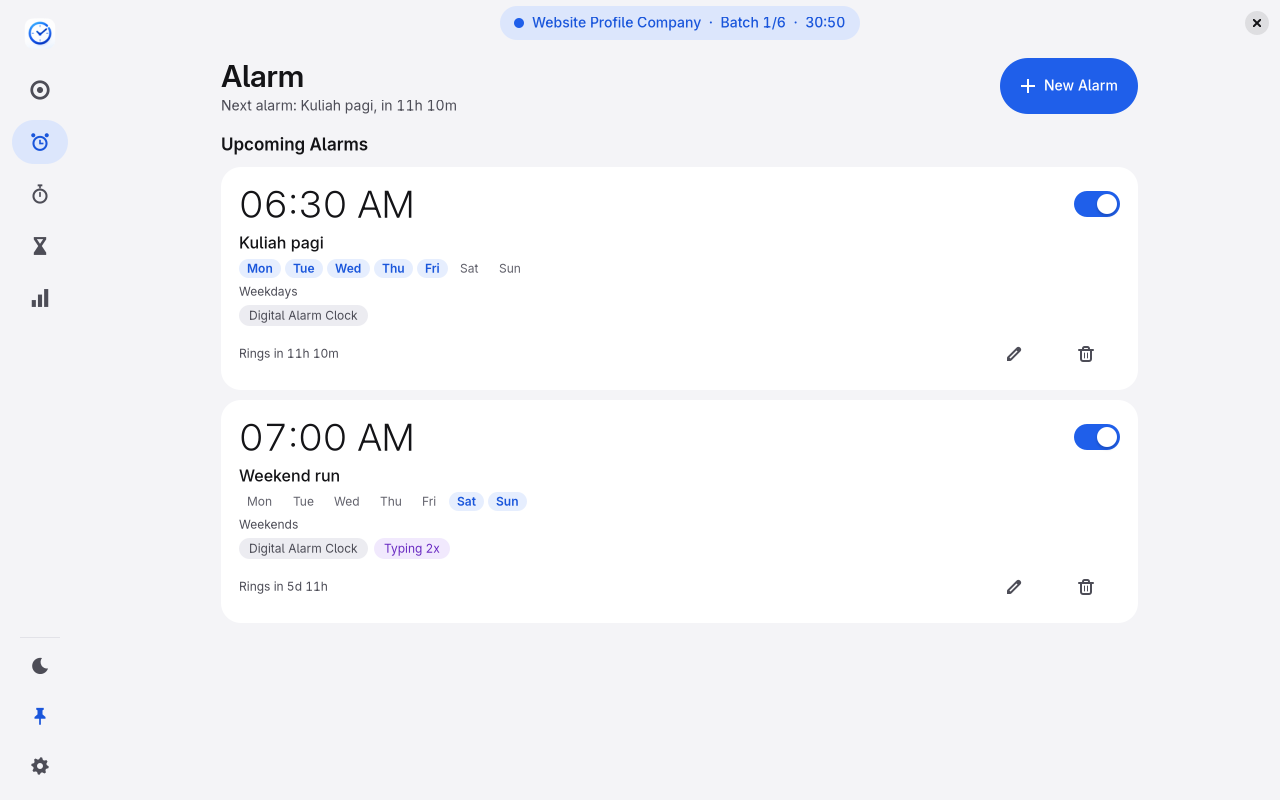 Website Profile Company · Batch 1/6 · 30:50
Alarm
Next alarm: Kuliah pagi, in 11h 10m
New Alarm
Upcoming Alarms
06:30 AM
Kuliah pagi
Mon Tue Wed Thu Fri Sat Sun
Weekdays
Digital Alarm Clock
Rings in 11h 10m
07:00 AM
Weekend run
Mon Tue Wed Thu Fri Sat Sun
Weekends
Digital Alarm Clock Typing 2x
Rings in 5d 11h